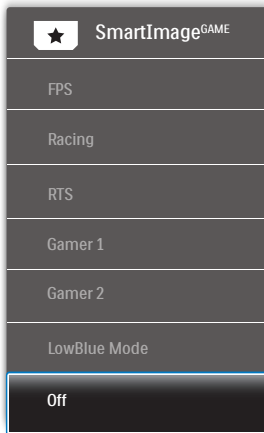 SmartImageGAME
FPS
Racing
RTS
Gamer 1
Gamer 2
LowBlue Mode
Off